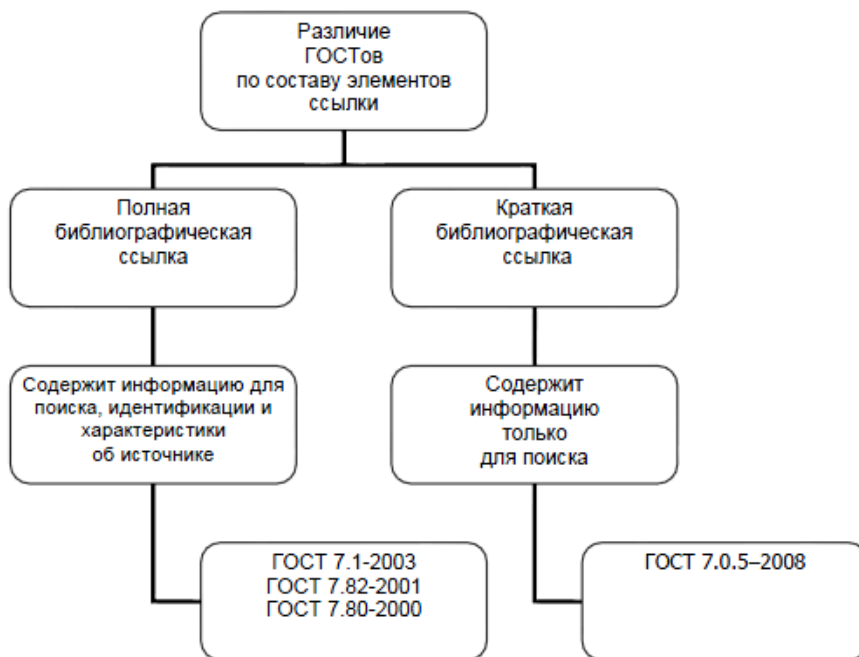 Различие
ГОСТов
по составу элементов
ссылки
Полная
библиографическая
ссылка
Краткая
библиографическая
ссылка
Содержит информацию для
поиска, идентификации и
характеристики
об источнике
Содержит
информацию
только
для поиска
ГОСТ 7.1-2003
ГОСТ 7.82-2001
ГОСТ 7.80-2000
ГОСТ 7.0.5–2008